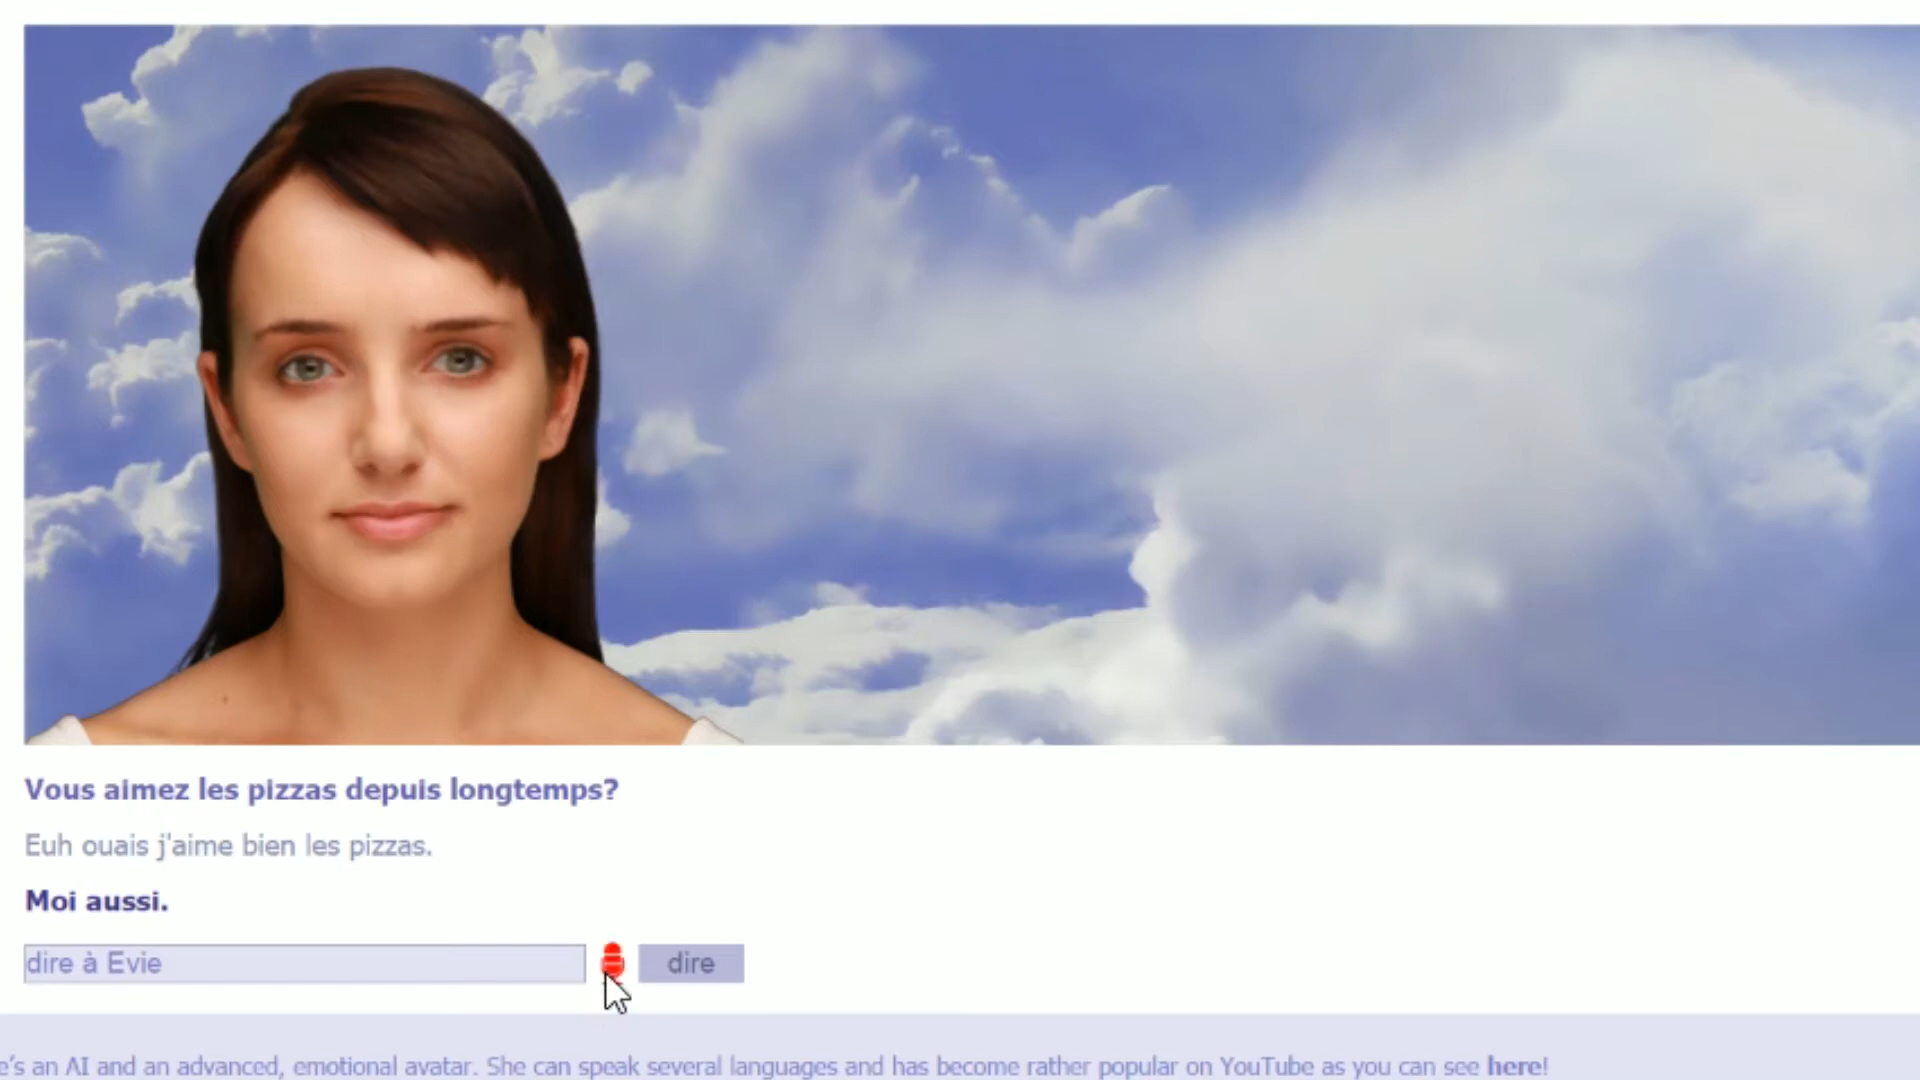 Vous aimez les pizzas depuis longtemps?
Euh ouais j'aime bien les pizzas.
Moi aussi.
dire à Evie
dire
e's an AI and an advanced, emotional avatar. She can speak several languages and has become rather popular on YouTube as you can see here!